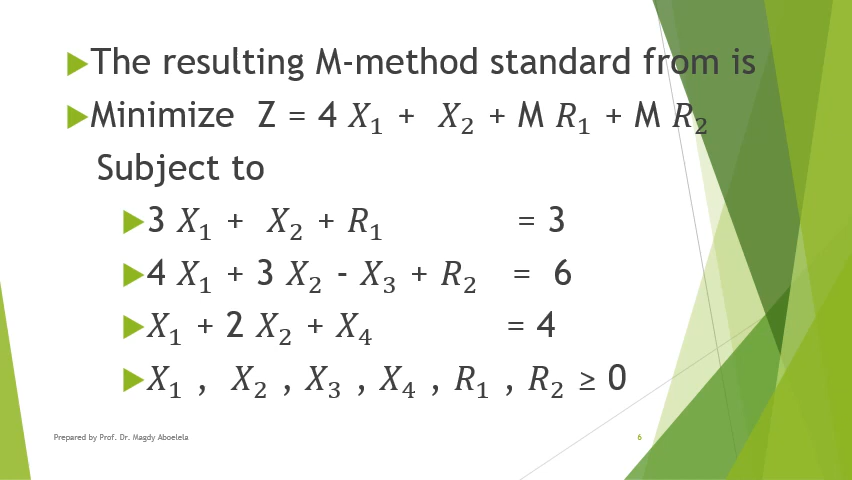 The resulting M-method standard from is
Minimize Z = 4 X₁ + X₂ + M R₁ + M R₂
Subject to
3 X₁ + X₂ + R₁ = 3
4 X₁ + 3 X₂ - X₃ + R₂ = 6
X₁ + 2 X₂ + X₄ = 4
X₁ , X₂ , X₃ , X₄ , R₁ , R₂ ≥ 0
Prepared by Prof. Dr. Magdy Aboelela 6